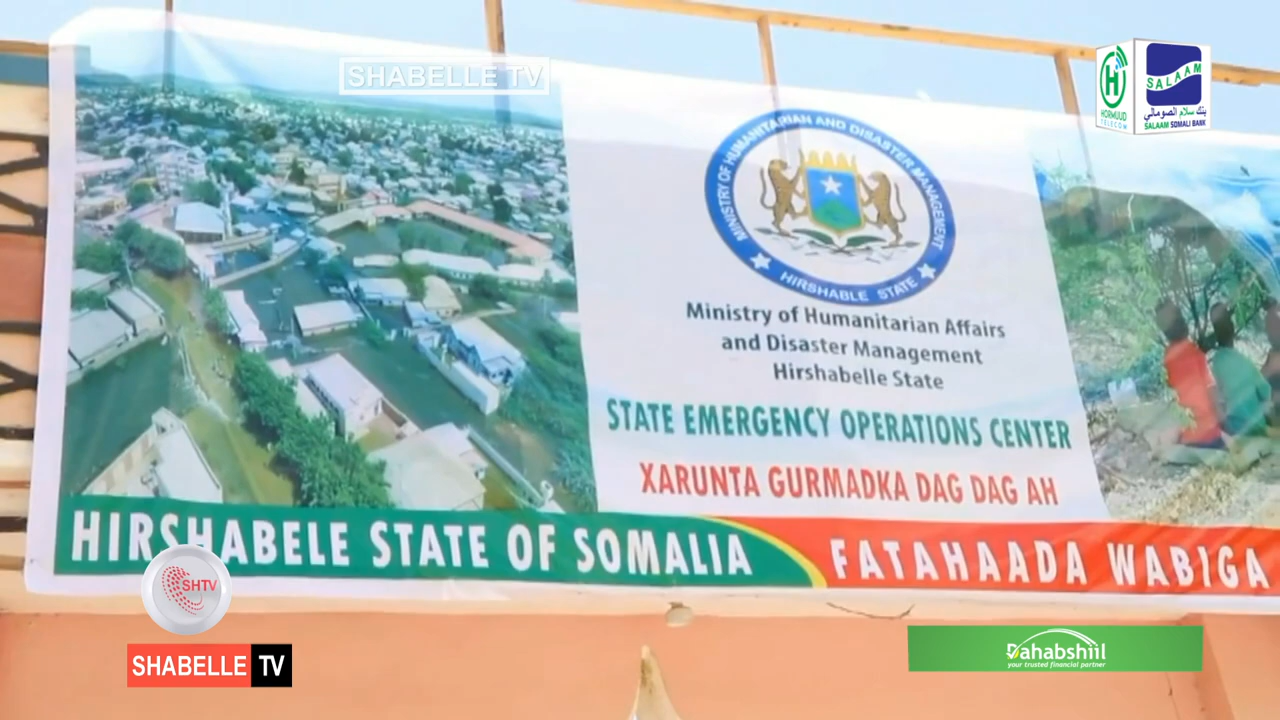 SHABELLE TV
HORMUUD
TELECOM
SALAAM
بنك سلام الصومالي
SALAAM SOMALI BANK
MINISTRY OF HUMANITARIAN AND DISASTER MANAGEMENT
HIRSHABLE STATE
Ministry of Humanitarian Affairs
and Disaster Management
Hirshabelle State
STATE EMERGENCY OPERATIONS CENTER
XARUNTA GURMADKA DAG DAG AH
HIRSHABELE STATE OF SOMALIA
FATAHAADA WABIGA
SHTV
SHABELLE TV
Dahabshiil
your trusted financial partner